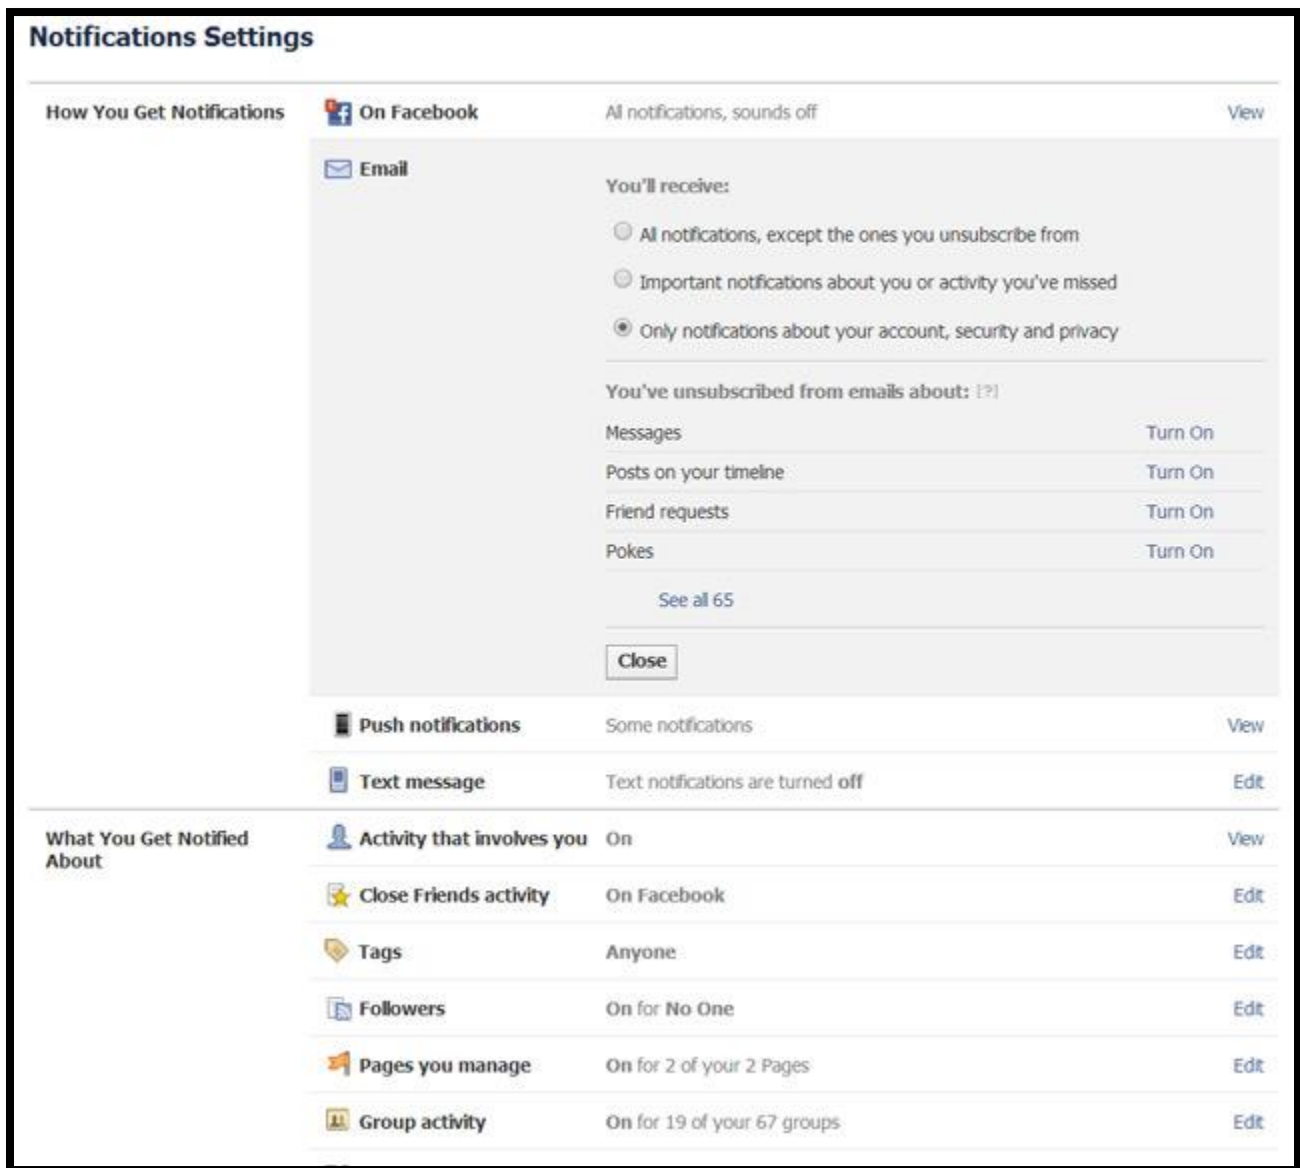 Notifications Settings
How You Get Notifications
On Facebook
All notifications, sounds off
View
Email
You'll receive:
All notifications, except the ones you unsubscribe from
Important notifications about you or activity you've missed
Only notifications about your account, security and privacy
You've unsubscribed from emails about: [?]
Messages
Turn On
Posts on your timeline
Turn On
Friend requests
Turn On
Pokes
Turn On
See all 65
Close
Push notifications
Some notifications
View
Text message
Text notifications are turned off
Edit
What You Get Notified
About
Activity that involves you
On
View
Close Friends activity
On Facebook
Edit
Tags
Anyone
Edit
Followers
On for No One
Edit
Pages you manage
On for 2 of your 2 Pages
Edit
Group activity
On for 19 of your 67 groups
Edit